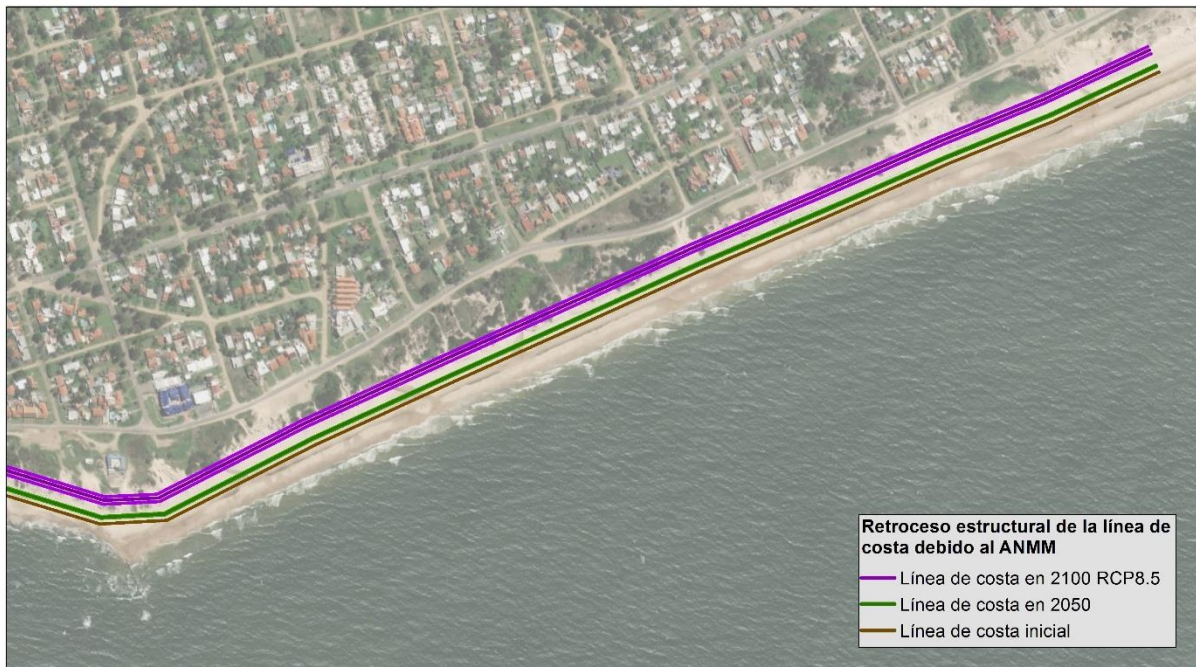 Retroceso estructural de la línea de
costa debido al ANMM
Línea de costa en 2100 RCP8.5
Línea de costa en 2050
Línea de costa inicial